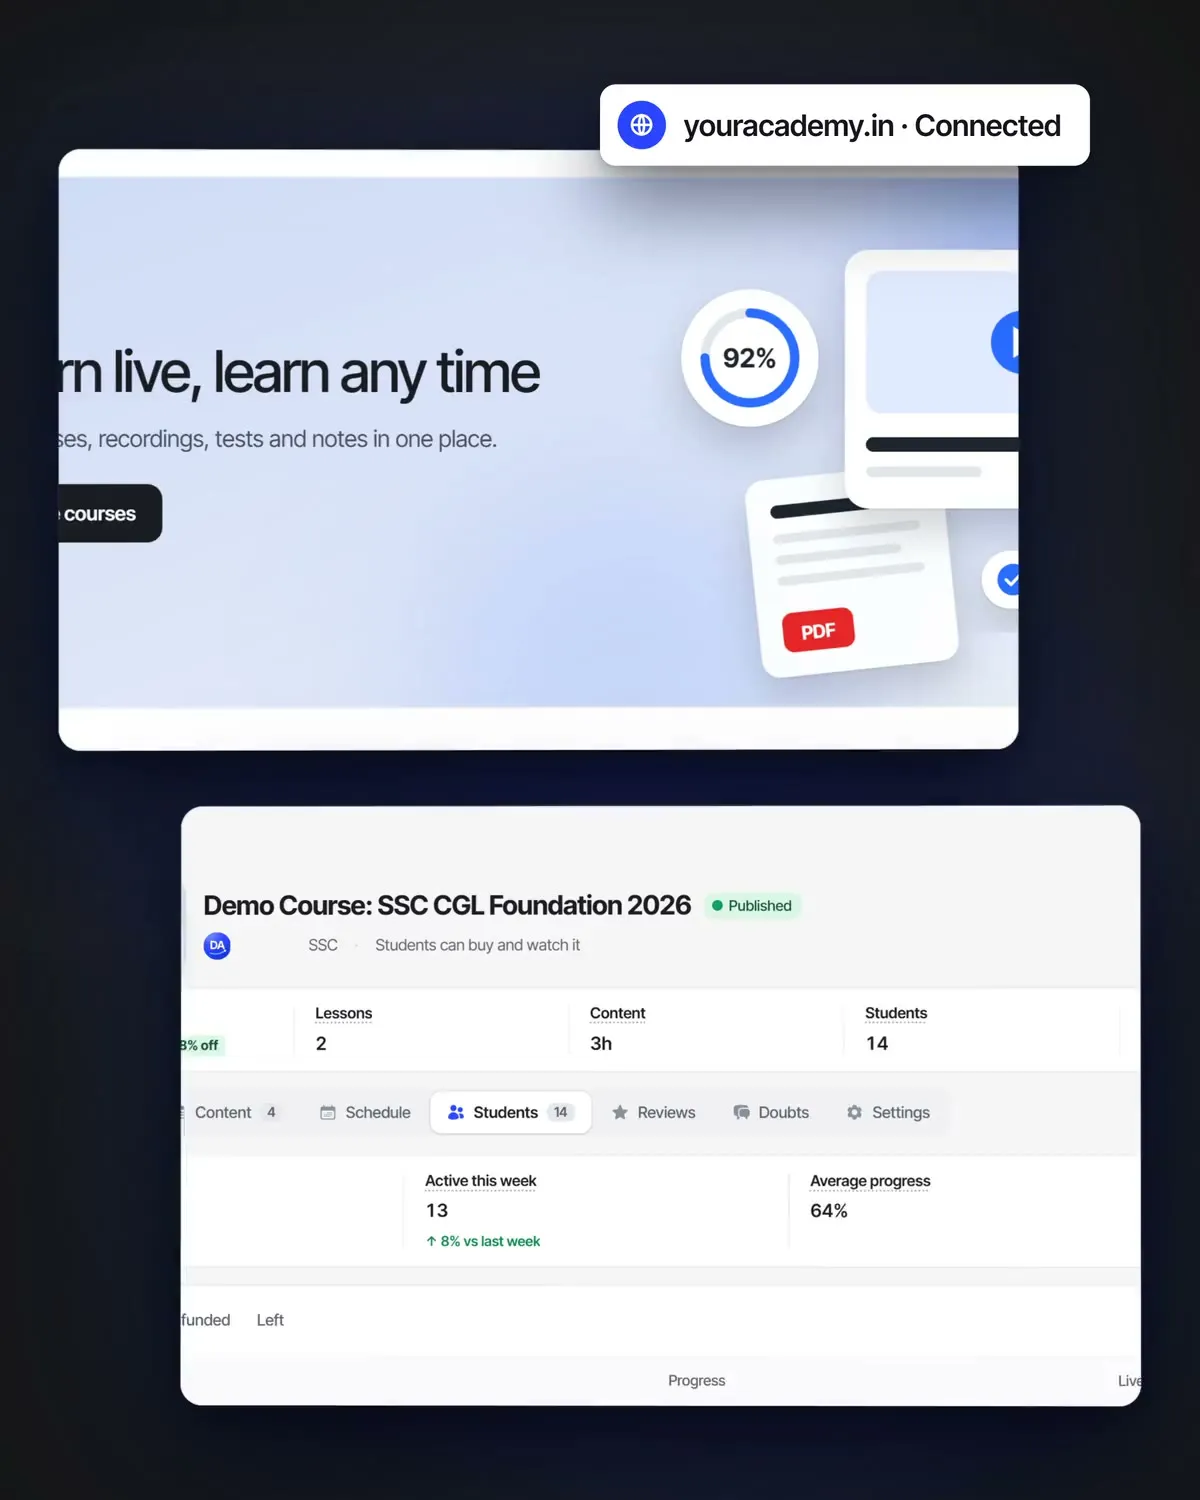 youracademy.in · Connected
rn live, learn any time
ses, recordings, tests and notes in one place.
courses
92%
PDF
Demo Course: SSC CGL Foundation 2026
Published
DA
SSC · Students can buy and watch it
Lessons
Content
Students
8% off
2
3h
14
Content 4
Schedule
Students 14
Reviews
Doubts
Settings
Active this week
Average progress
13
64%
↑ 8% vs last week
funded
Left
Progress
Live